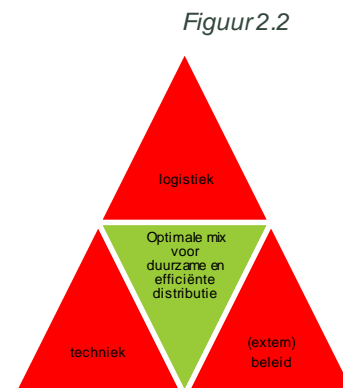 Figuur 2.2
logistiek
Optimale mix
voor
duurzame en
efficiënte
distributie
techniek
(extern)
beleid